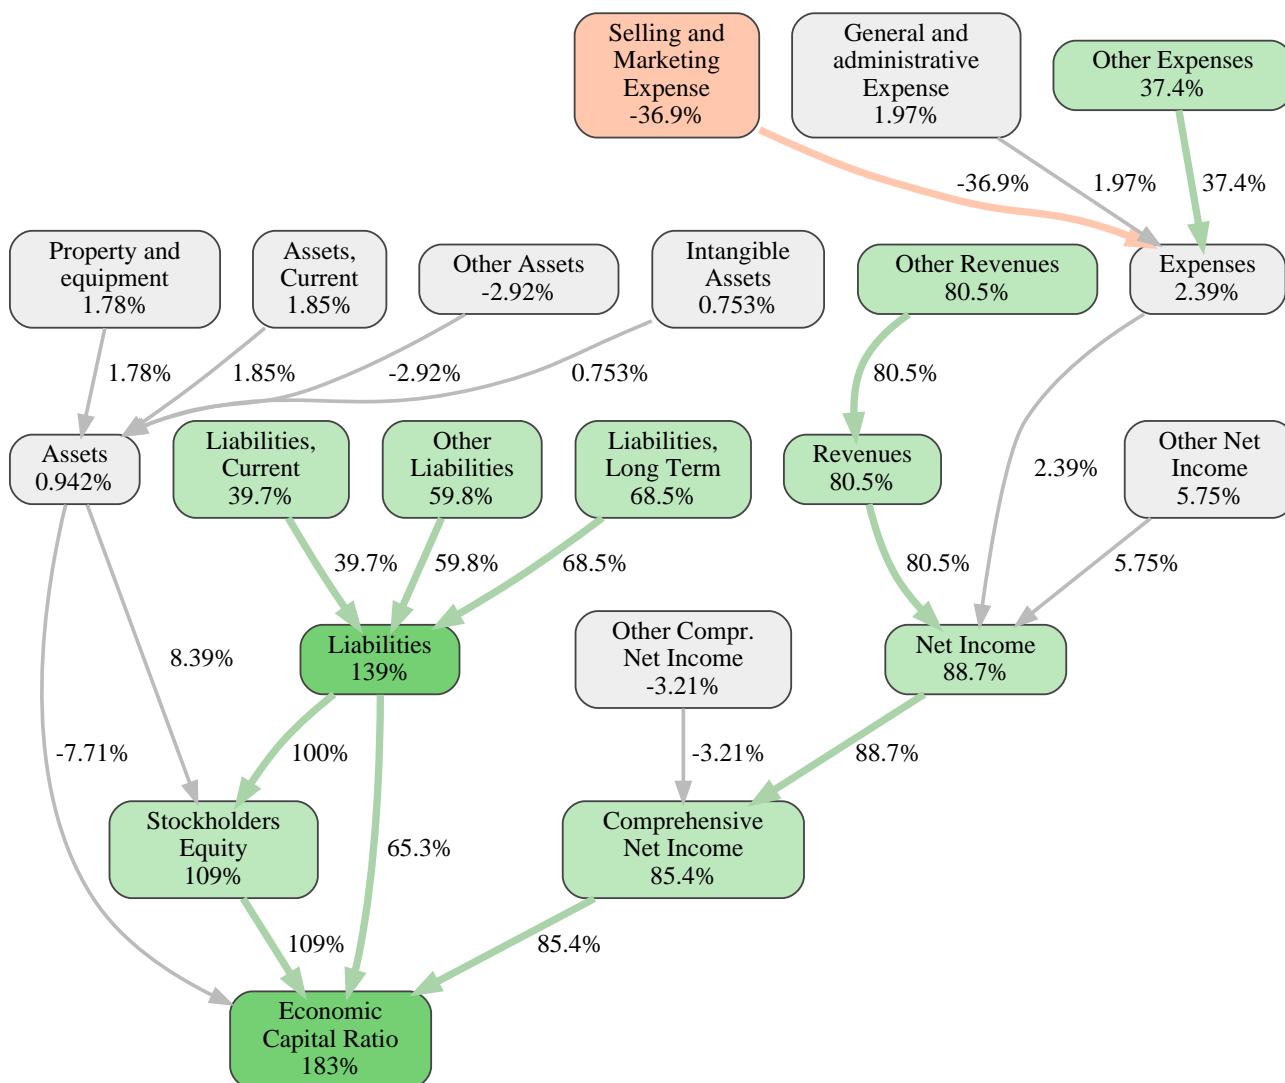 Selling and
Marketing
Expense
-36.9%
General and
administrative
Expense
1.97%
Other Expenses
37.4%
-36.9%
1.97%
37.4%
Property and
equipment
1.78%
Assets,
Current
1.85%
Other Assets
-2.92%
Intangible
Assets
0.753%
Other Revenues
80.5%
Expenses
2.39%
1.78%
1.85%
-2.92%
0.753%
80.5%
Assets
0.942%
Liabilities,
Current
39.7%
Other
Liabilities
59.8%
Liabilities,
Long Term
68.5%
Revenues
80.5%
2.39%
Other Net
Income
5.75%
39.7%
59.8%
68.5%
80.5%
5.75%
8.39%
Liabilities
139%
Other Compr.
Net Income
-3.21%
Net Income
88.7%
-7.71%
100%
-3.21%
88.7%
Stockholders
Equity
109%
65.3%
Comprehensive
Net Income
85.4%
109%
85.4%
Economic
Capital Ratio
183%